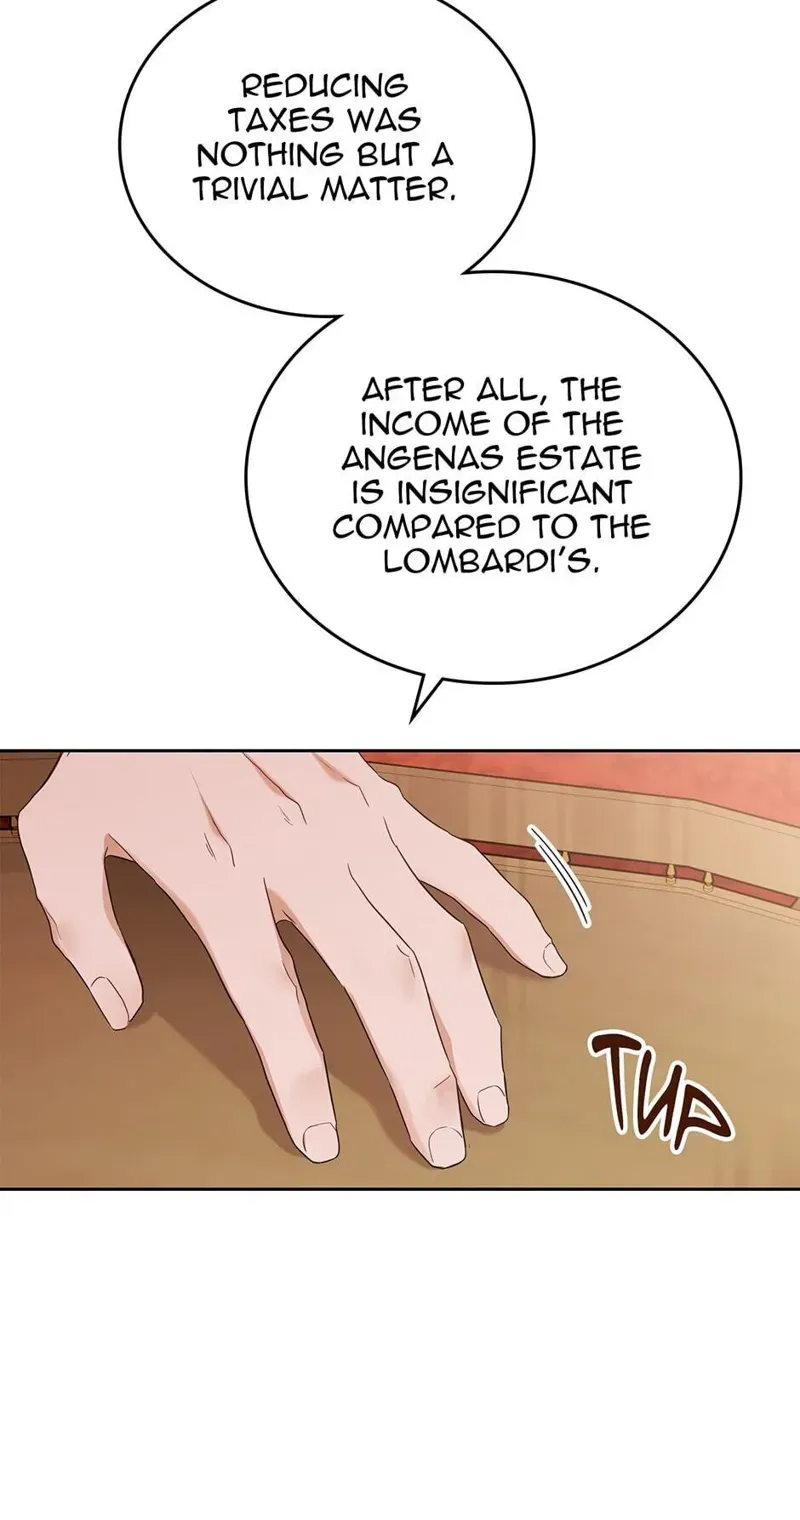 REDUCING
TAXES WAS
NOTHING BUT A
TRIVIAL MATTER.
AFTER ALL, THE
INCOME OF THE
ANGENAS ESTATE
IS INSIGNIFICANT
COMPARED TO THE
LOMBARDI'S.
TUP